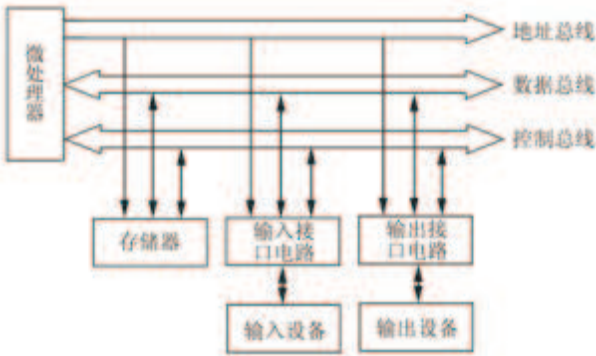 微处理器
地址总线
数据总线
控制总线
存储器
输入接
口电路
输出接
口电路
输入设备
输出设备